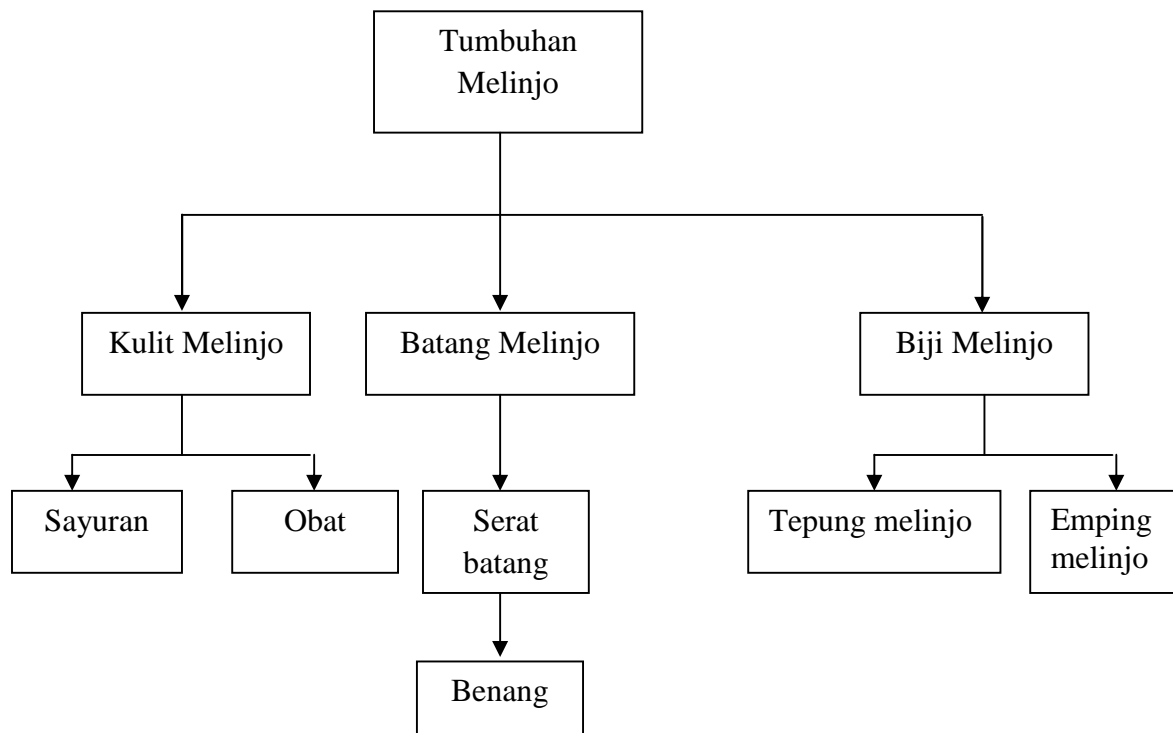 Tumbuhan
Melinjo
Kulit Melinjo
Batang Melinjo
Biji Melinjo
Sayuran
Obat
Serat
batang
Tepung melinjo
Emping
melinjo
Benang